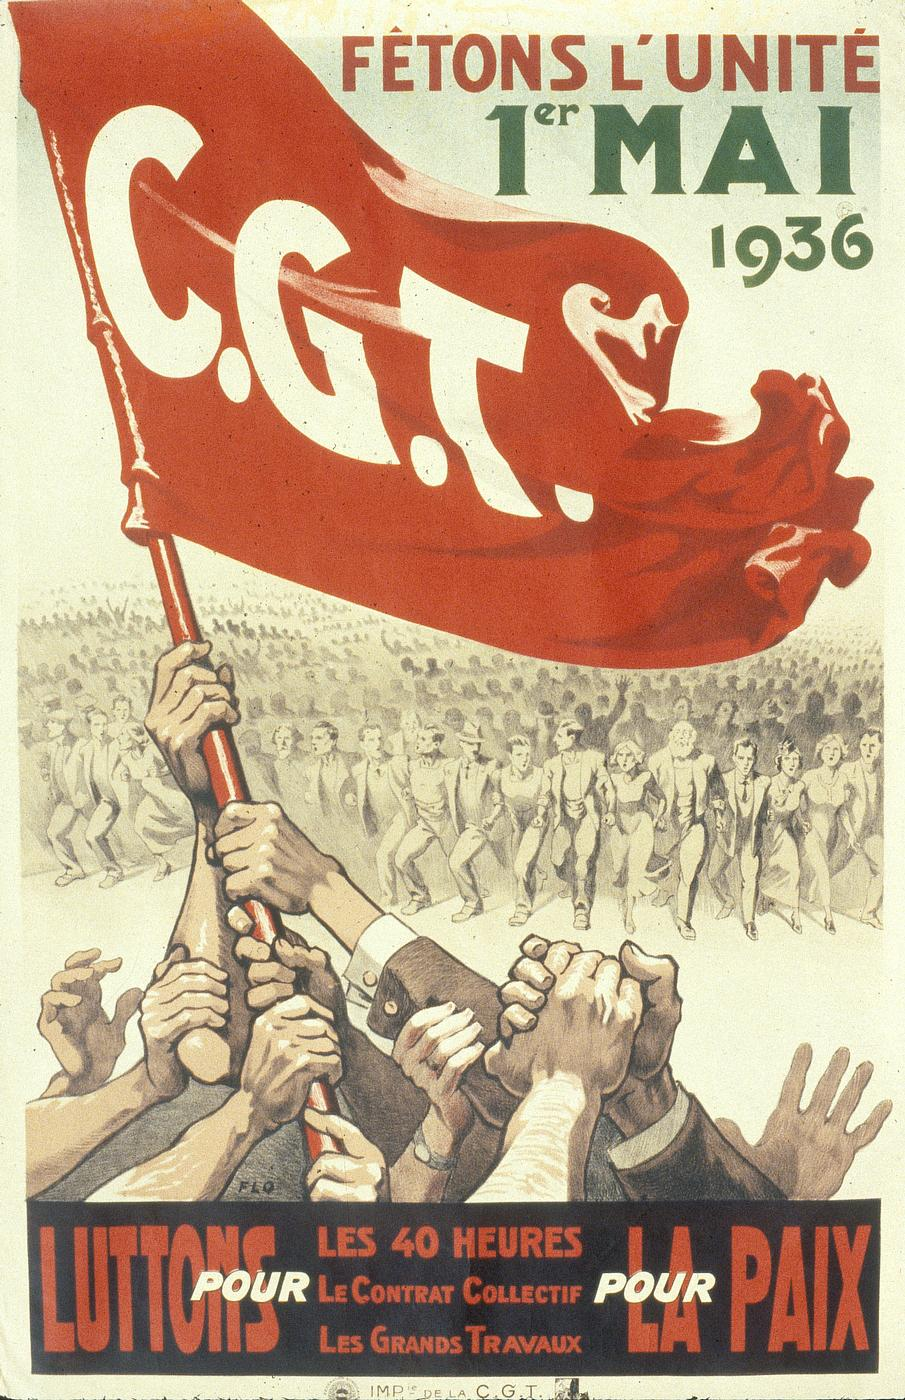 FÊTONS L'UNITÉ
1er MAI
1936
C.G.T.
FLO
LUTTONS POUR LES 40 HEURES
LE CONTRAT COLLECTIF
LES GRANDS TRAVAUX
POUR LA PAIX
IMPie DE LA C.G.T.